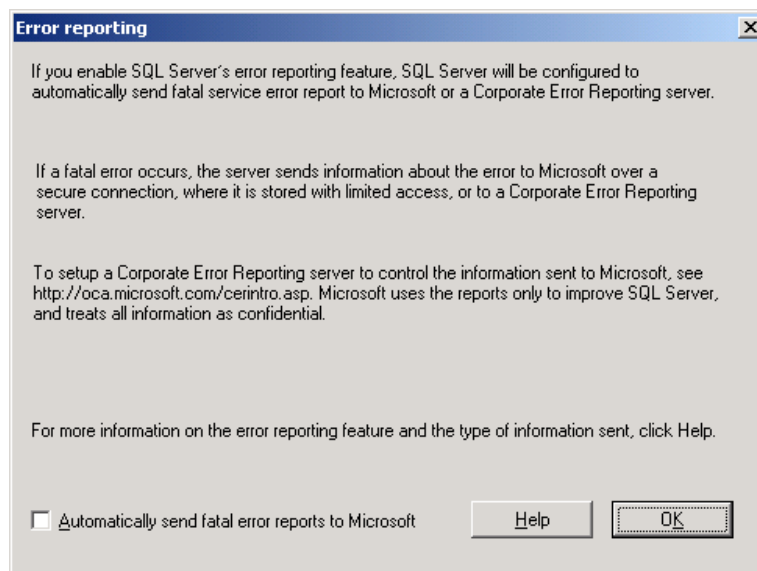 Error reporting
If you enable SQL Server´s error reporting feature, SQL Server will be configured to
automatically send fatal service error report to Microsoft or a Corporate Error Reporting server.
If a fatal error occurs, the server sends information about the error to Microsoft over a
secure connection, where it is stored with limited access, or to a Corporate Error Reporting
server.
To setup a Corporate Error Reporting server to control the information sent to Microsoft, see
http://oca.microsoft.com/cerintro.asp. Microsoft uses the reports only to improve SQL Server,
and treats all information as confidential.
For more information on the error reporting feature and the type of information sent, click Help.
Automatically send fatal error reports to Microsoft
Help
OK